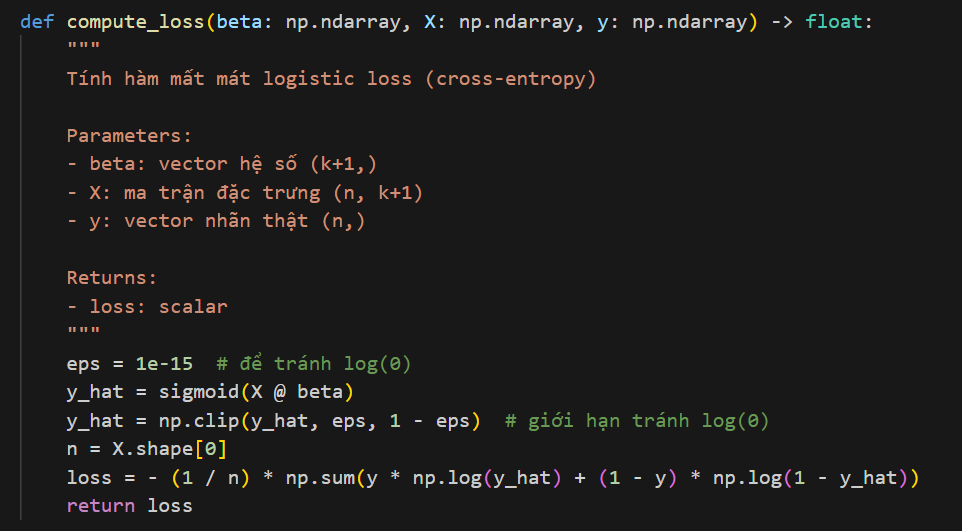 def compute_loss(beta: np.ndarray, X: np.ndarray, y: np.ndarray) -> float:
"""
Tính hàm mất mát logistic loss (cross-entropy)
Parameters:
- beta: vector hệ số (k+1,)
- X: ma trận đặc trưng (n, k+1)
- y: vector nhãn thật (n,)
Returns:
- loss: scalar
"""
eps = 1e-15  # để tránh log(0)
y_hat = sigmoid(X @ beta)
y_hat = np.clip(y_hat, eps, 1 - eps)  # giới hạn tránh log(0)
n = X.shape[0]
loss = - (1 / n) * np.sum(y * np.log(y_hat) + (1 - y) * np.log(1 - y_hat))
return loss